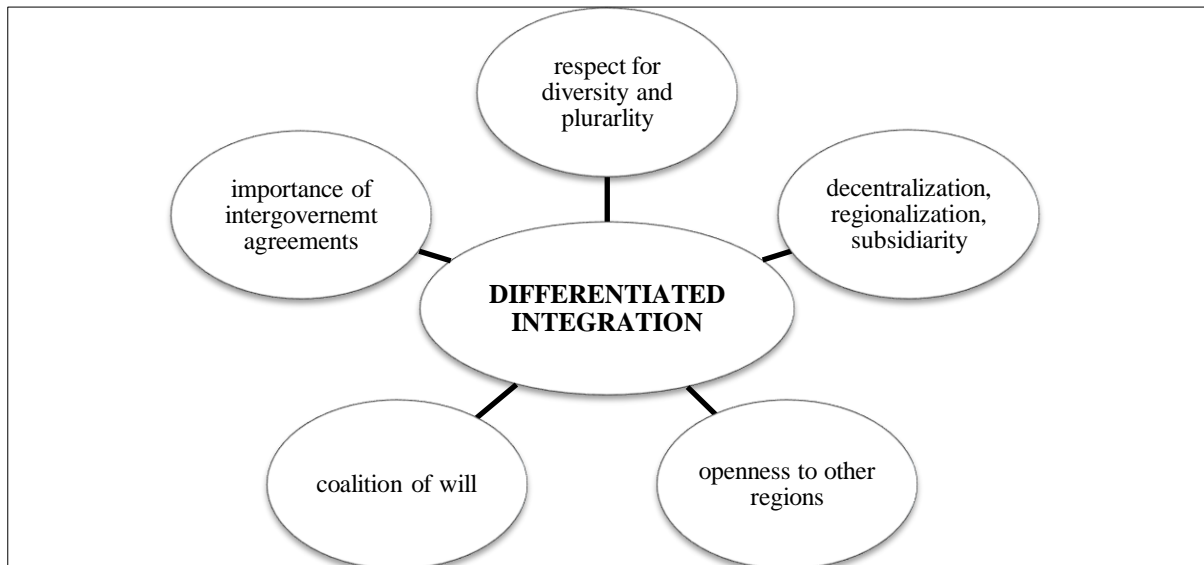 respect for
diversity and
plurarlity
importance of
intergovernemt
agreements
decentralization,
regionalization,
subsidiarity
DIFFERENTIATED
INTEGRATION
coalition of will
openness to other
regions